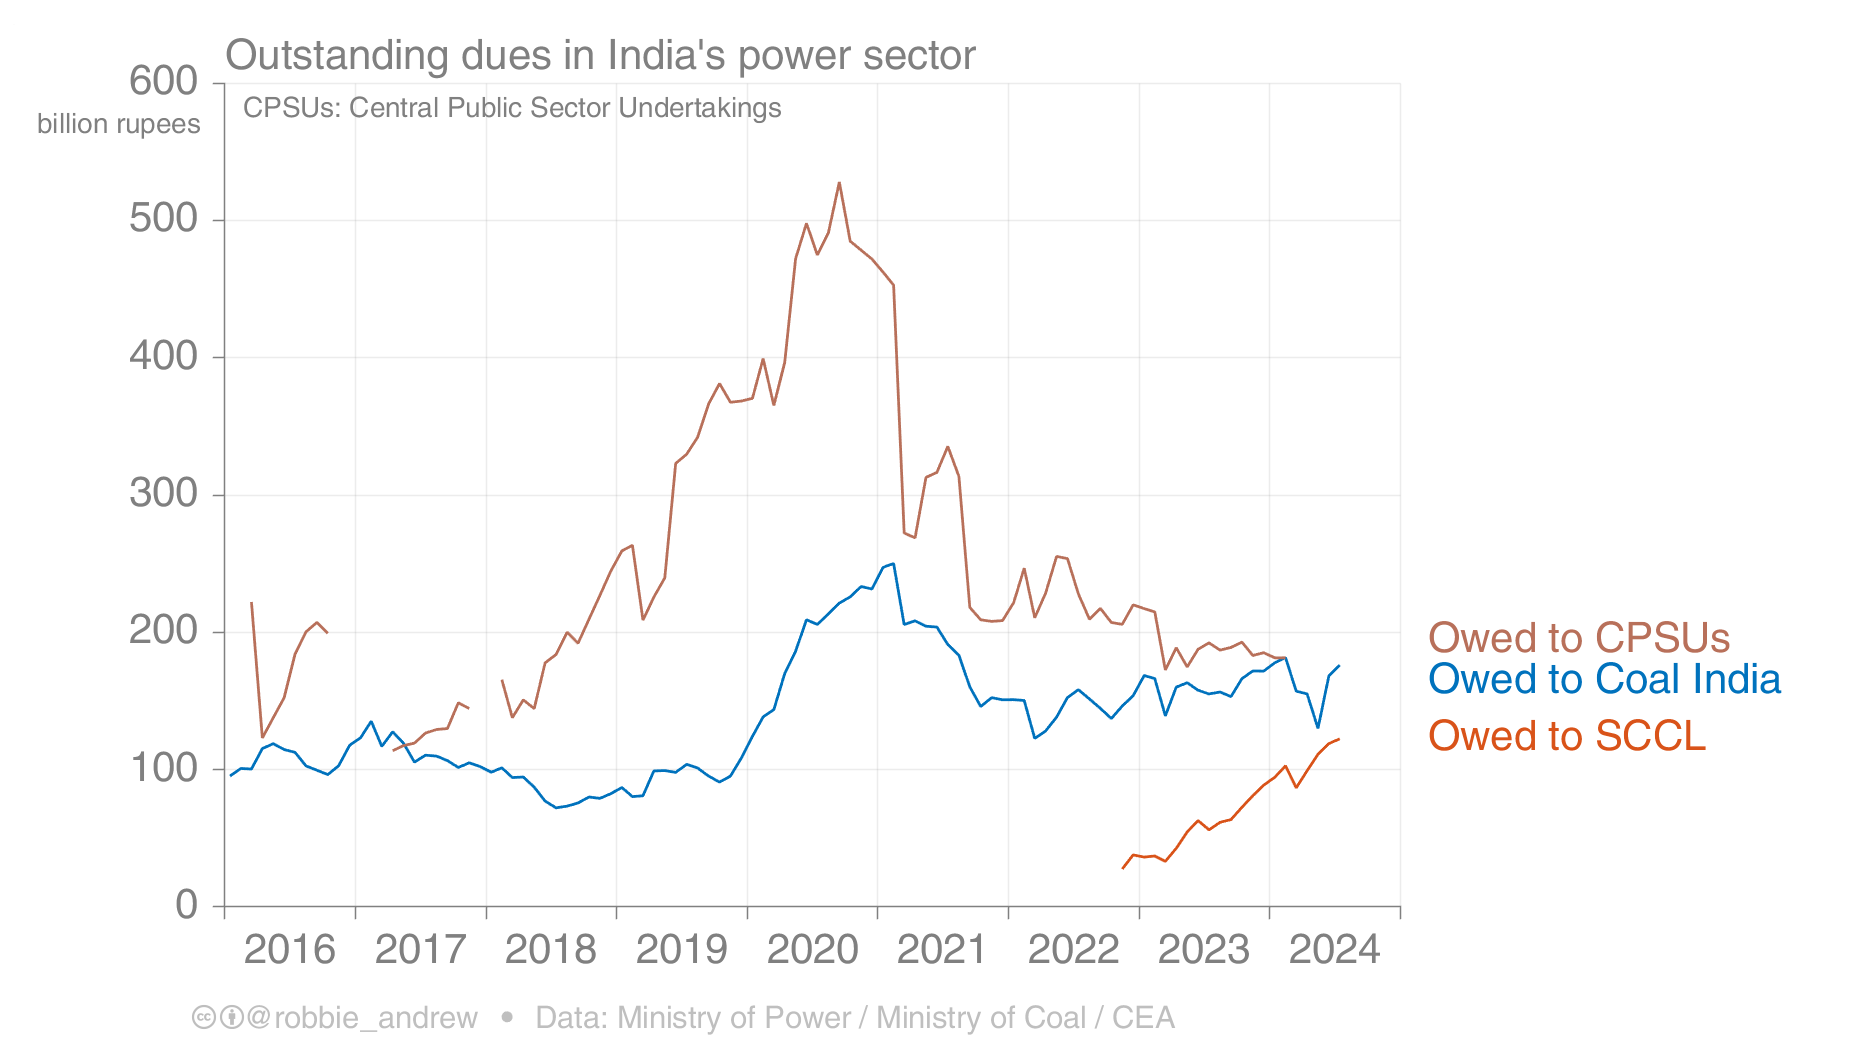 Outstanding dues in India's power sector
600
billion rupees
CPSUs: Central Public Sector Undertakings
500
400
300
200
100
0
Owed to CPSUs
Owed to Coal India
Owed to SCCL
2016 2017 2018 2019 2020 2021 2022 2023 2024
@robbie_andrew • Data: Ministry of Power / Ministry of Coal / CEA